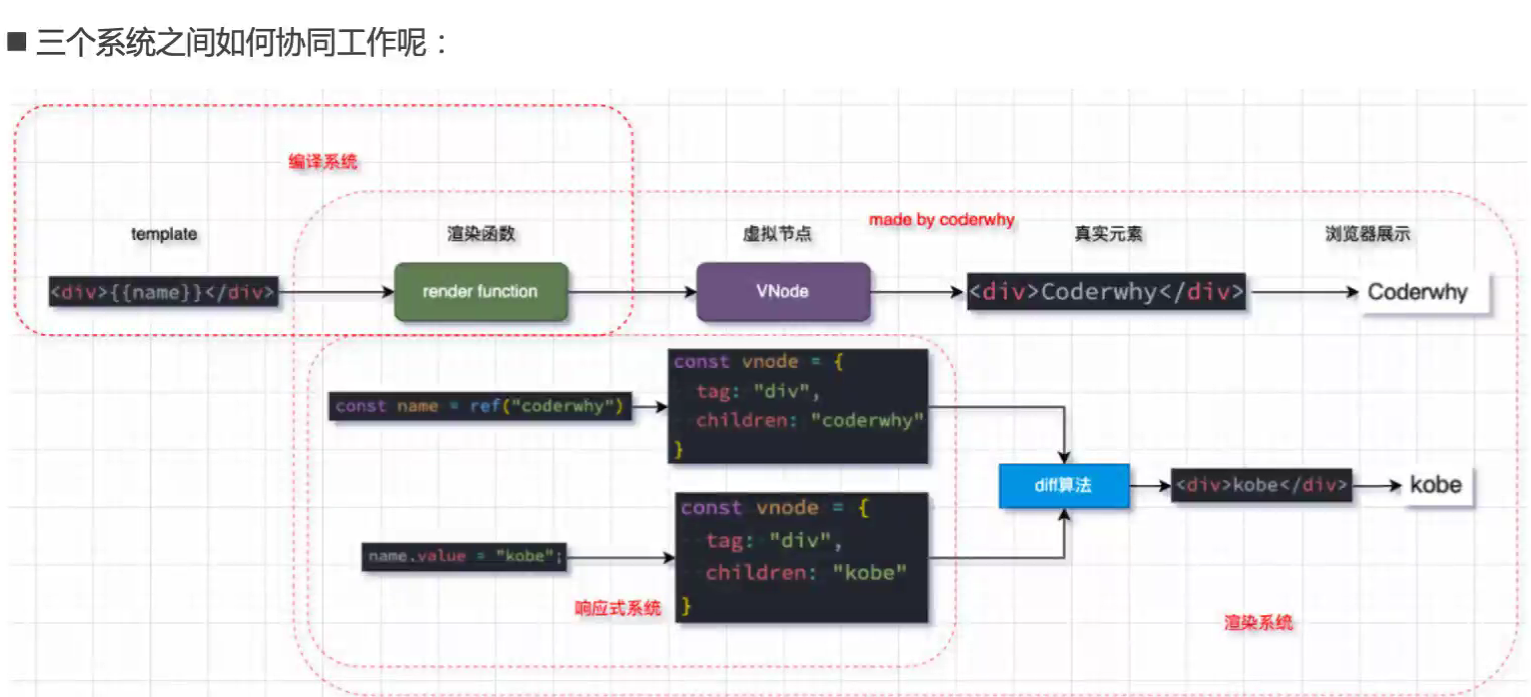 三个系统之间如何协同工作呢：
编译系统
made by coderwhy
template
渲染函数
虚拟节点
真实元素
浏览器展示
<div>{{name}}</div>
render function
VNode
<div>Coderwhy</div>
Coderwhy
const name = ref("coderwhy")
const vnode = {
tag: "div",
children: "coderwhy"
}
diff算法
<div>kobe</div>
kobe
name.value = "kobe";
const vnode = {
tag: "div",
children: "kobe"
}
响应式系统
渲染系统